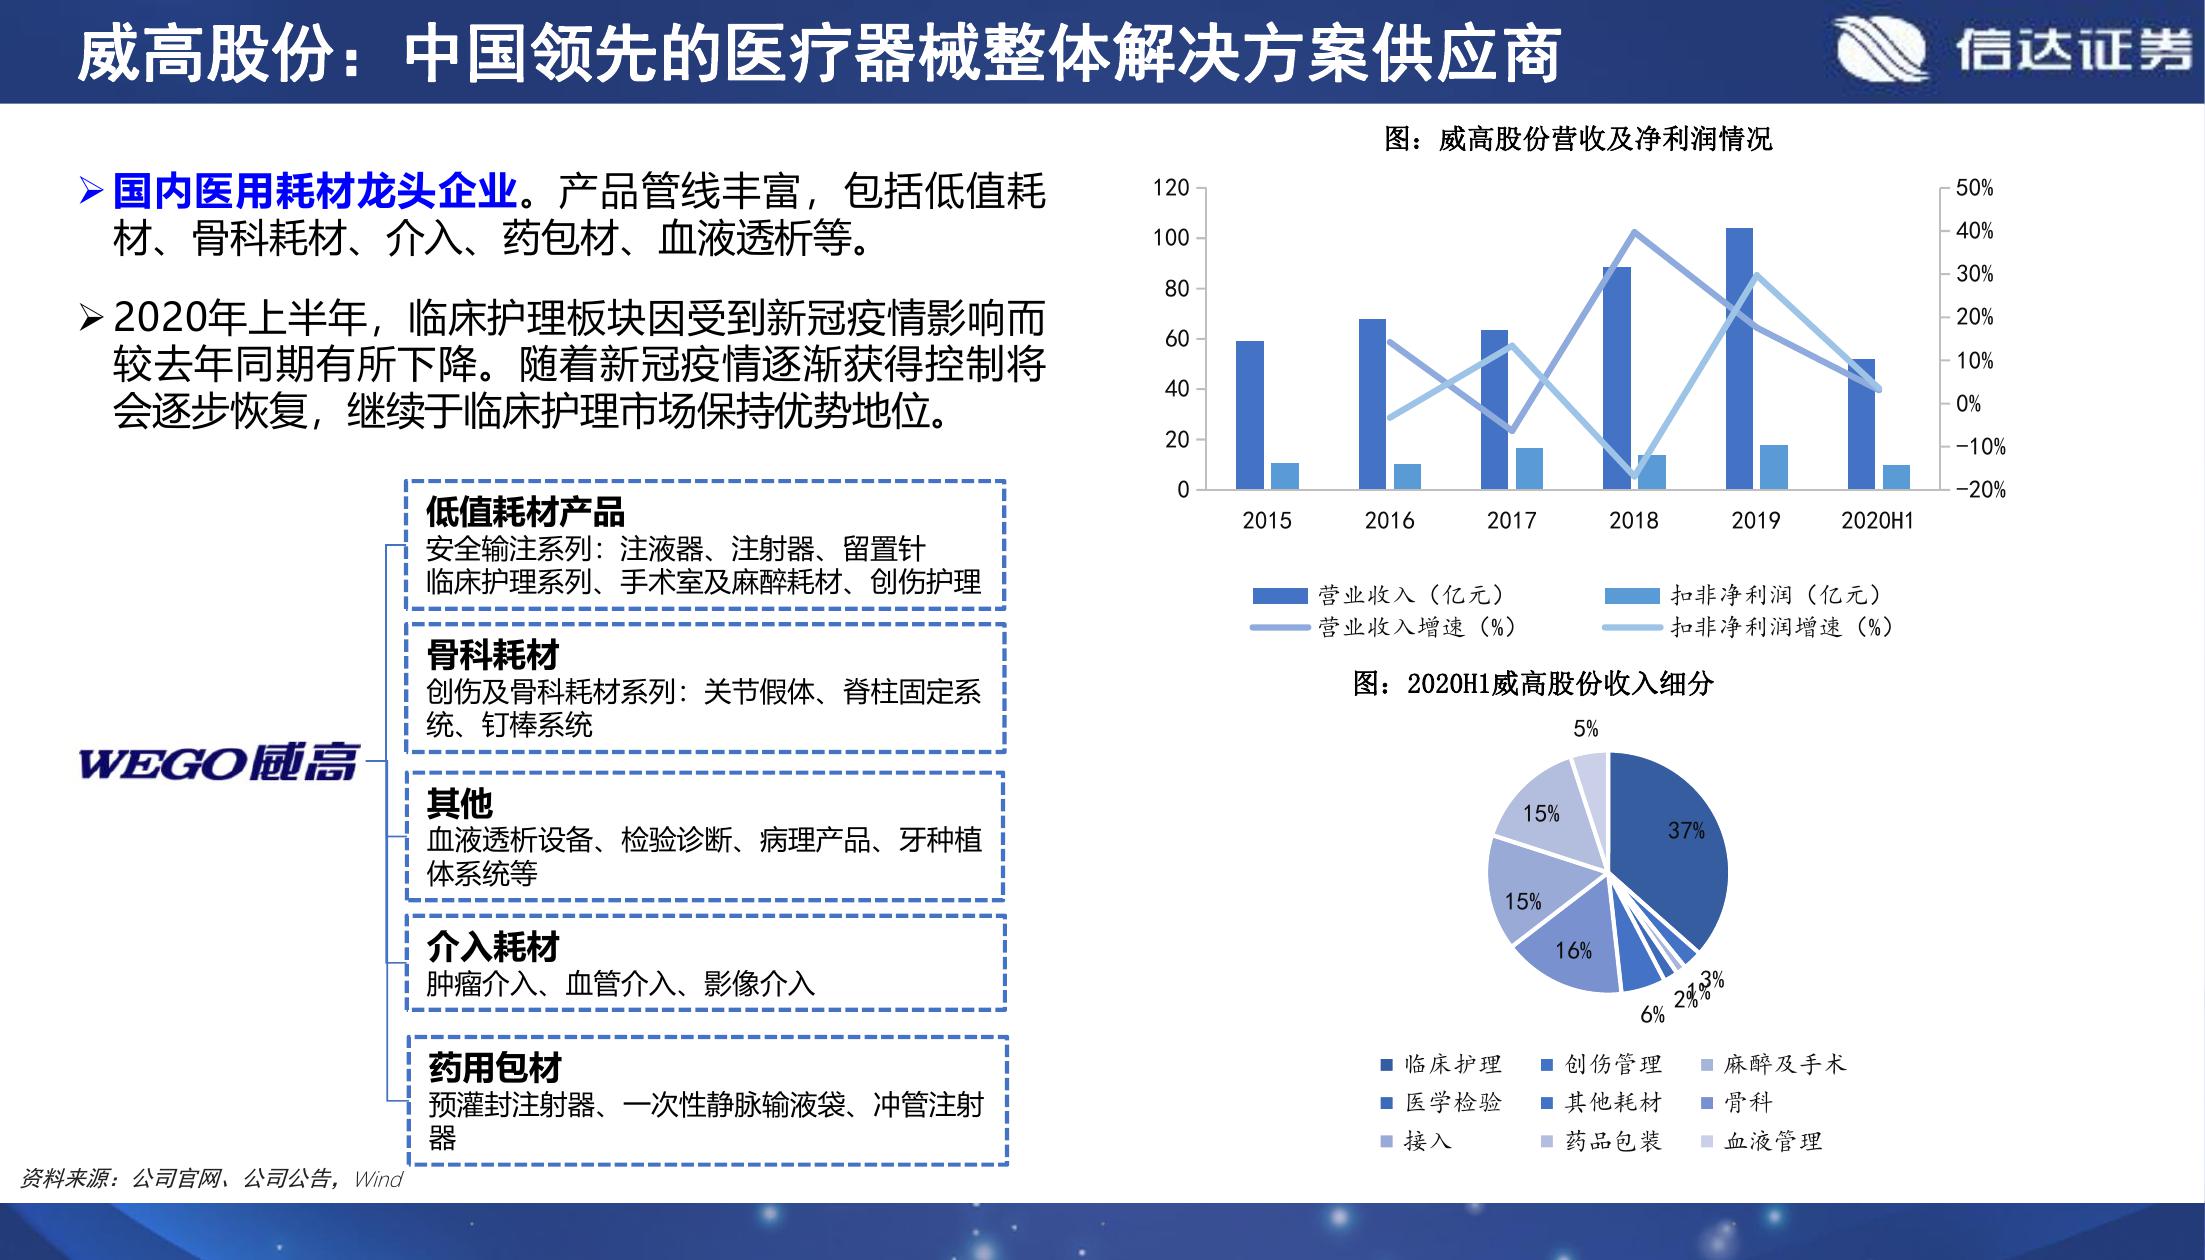 威高股份：中国领先的医疗器械整体解决方案供应商
信达证券
➢国内医用耗材龙头企业。产品管线丰富，包括低值耗
材、骨科耗材、介入、药包材、血液透析等。
➢2020年上半年，临床护理板块因受到新冠疫情影响而
较去年同期有所下降。随着新冠疫情逐渐获得控制将
会逐步恢复，继续于临床护理市场保持优势地位。
WEGO威高
低值耗材产品
安全输注系列：注液器、注射器、留置针
临床护理系列、手术室及麻醉耗材、创伤护理
骨科耗材
创伤及骨科耗材系列：关节假体、脊柱固定系
统、钉棒系统
其他
血液透析设备、检验诊断、病理产品、牙种植
体系统等
介入耗材
肿瘤介入、血管介入、影像介入
药用包材
预灌封注射器、一次性静脉输液袋、冲管注射
器
资料来源：公司官网、公司公告，Wind
图：威高股份营收及净利润情况
120
100
80
60
40
20
0
50%
40%
30%
20%
10%
0%
-10%
-20%
2015 2016 2017 2018 2019 2020H1
营业收入（亿元） 扣非净利润（亿元）
营业收入增速（%） 扣非净利润增速（%）
图：2020H1威高股份收入细分
5%
15%
37%
15%
16%
3%
1%
2%
6%
临床护理 创伤管理 麻醉及手术
医学检验 其他耗材 骨科
接入 药品包装 血液管理